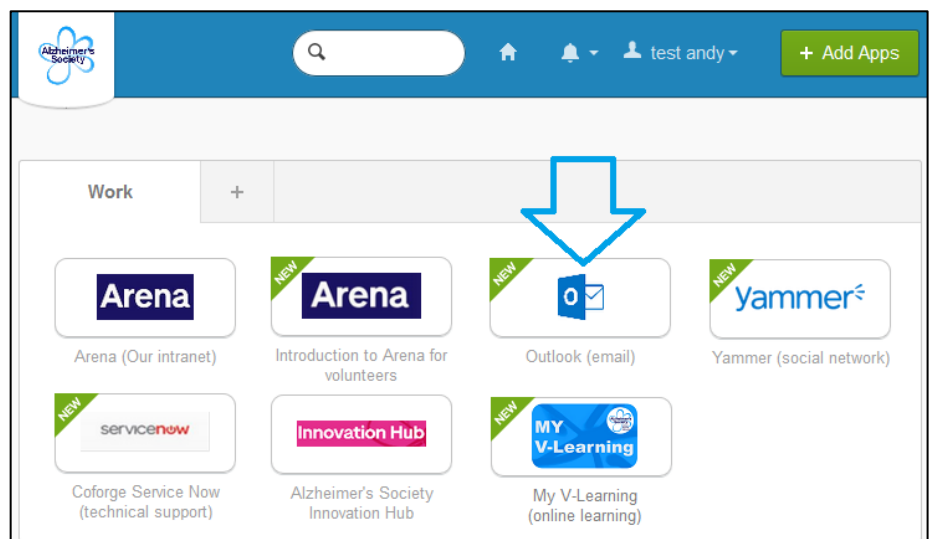 Alzheimer's
Society
test andy
+ Add Apps
Work
+
Arena
NEW
Arena
NEW
O
NEW
yammer
Arena (Our intranet)
Introduction to Arena for
volunteers
Outlook (email)
Yammer (social network)
NEW
servicenow
Innovation Hub
NEW
MY
V-Learning
Coforge Service Now
(technical support)
Alzheimer's Society
Innovation Hub
My V-Learning
(online learning)